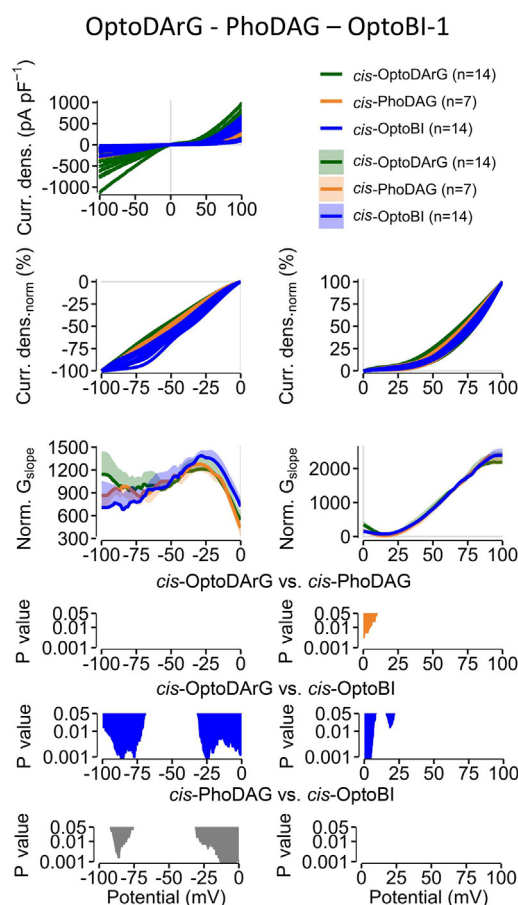 OptoDArG - PhoDAG – OptoBI-1
Curr. dens. (pA pF⁻¹)
1000
500
0
-500
-1000
-100 -50 0 50 100
cis-OptoDArG (n=14)
cis-PhoDAG (n=7)
cis-OptoBI (n=14)
cis-OptoDArG (n=14)
cis-PhoDAG (n=7)
cis-OptoBI (n=14)
Curr. dens.norm (%)
0
-25
-50
-75
-100
-100 -75 -50 -25 0
Curr. dens.norm (%)
100
75
50
25
0
0 25 50 75 100
Norm. Gslope
1500
1200
900
600
300
-100 -75 -50 -25 0
Norm. Gslope
2000
1000
0
0 25 50 75 100
cis-OptoDArG vs. cis-PhoDAG
P value
0.05
0.01
0.001
-100 -75 -50 -25 0
P value
0.05
0.01
0.001
0 25 50 75 100
cis-OptoDArG vs. cis-OptoBI
P value
0.05
0.01
0.001
-100 -75 -50 -25 0
P value
0.05
0.01
0.001
0 25 50 75 100
cis-PhoDAG vs. cis-OptoBI
P value
0.05
0.01
0.001
-100 -75 -50 -25 0
Potential (mV)
P value
0.05
0.01
0.001
0 25 50 75 100
Potential (mV)